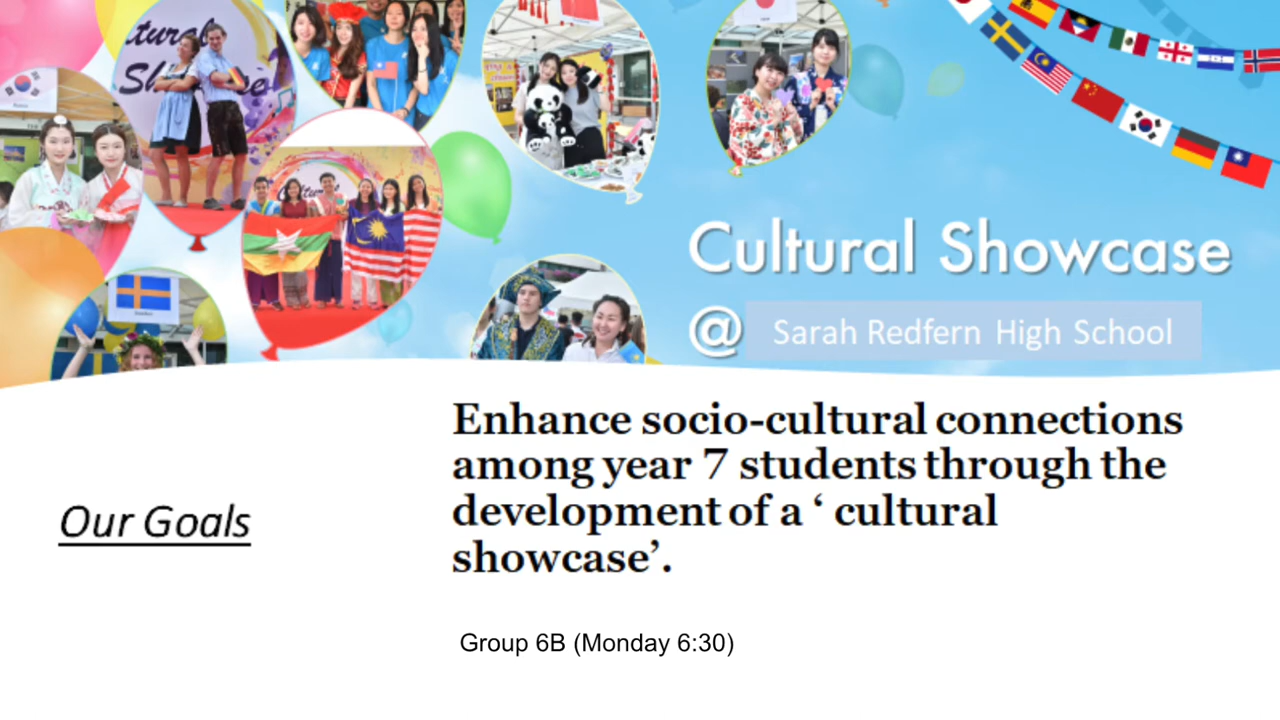 Cultural Showcase
@ Sarah Redfern High School
Enhance socio-cultural connections
among year 7 students through the
development of a ‘ cultural
showcase’.
Our Goals
Group 6B (Monday 6:30)